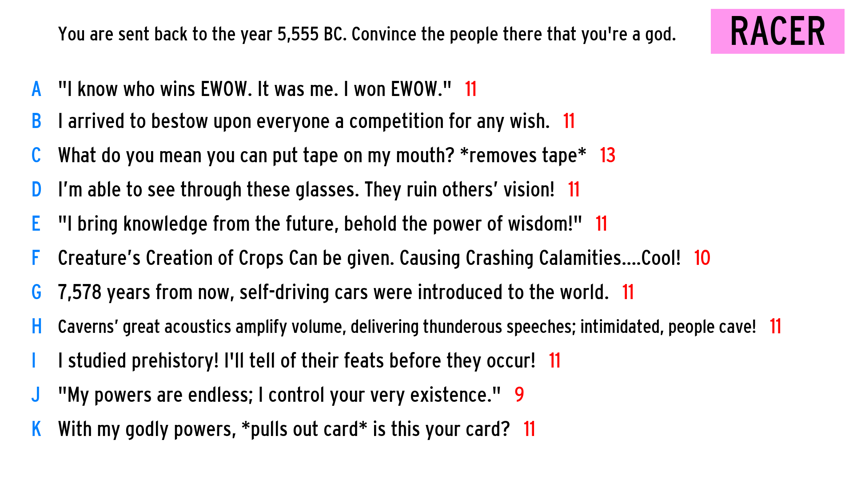 You are sent back to the year 5,555 BC. Convince the people there that you're a god.
RACER
A "I know who wins EWOW. It was me. I won EWOW." 11
B I arrived to bestow upon everyone a competition for any wish. 11
C What do you mean you can put tape on my mouth? *removes tape* 13
D I’m able to see through these glasses. They ruin others’ vision! 11
E "I bring knowledge from the future, behold the power of wisdom!" 11
F Creature’s Creation of Crops Can be given. Causing Crashing Calamities....Cool! 10
G 7,578 years from now, self-driving cars were introduced to the world. 11
H Caverns’ great acoustics amplify volume, delivering thunderous speeches; intimidated, people cave! 11
I I studied prehistory! I'll tell of their feats before they occur! 11
J "My powers are endless; I control your very existence." 9
K With my godly powers, *pulls out card* is this your card? 11